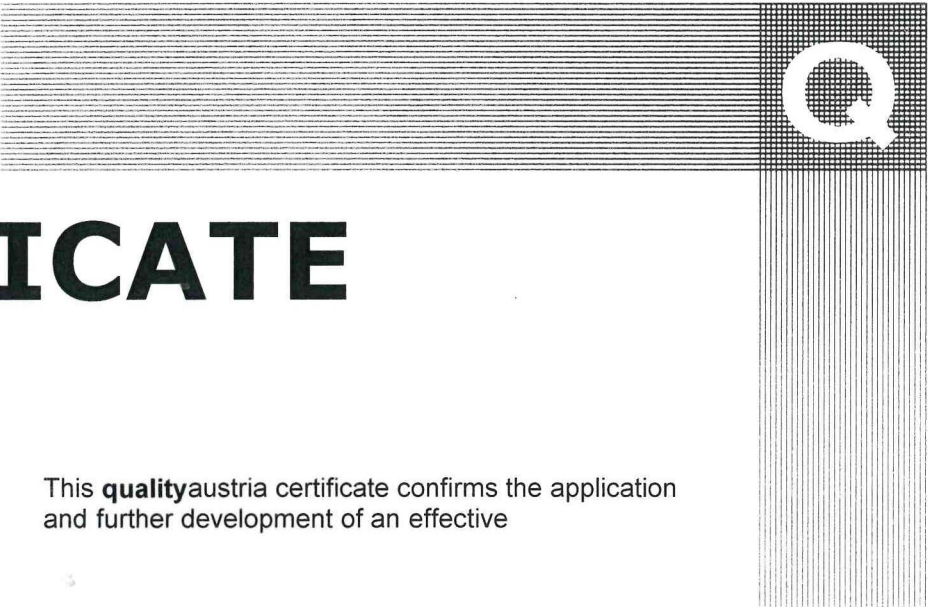 Q
ICATE
This qualityaustria certificate confirms the application
and further development of an effective